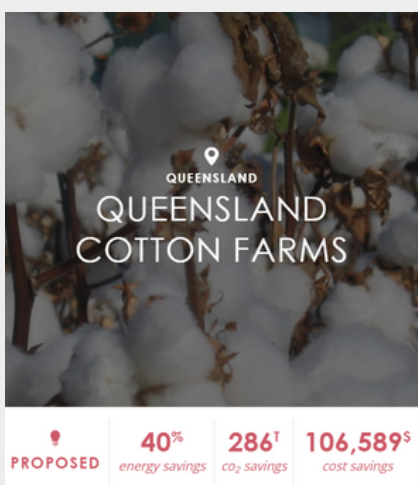 QUEENSLAND
QUEENSLAND
COTTON FARMS
PROPOSED
40%
energy savings
286T
co₂ savings
106,589$
cost savings